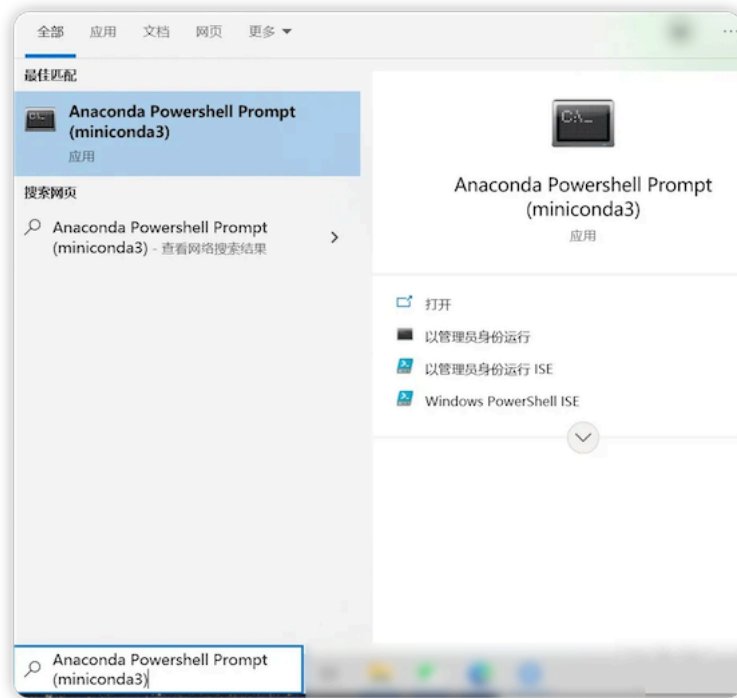 全部 应用 文档 网页 更多
最佳匹配
Anaconda Powershell Prompt
(miniconda3)
应用
搜索网页
Anaconda Powershell Prompt
(miniconda3) - 查看网络搜索结果
Anaconda Powershell Prompt
(miniconda3)
应用
打开
以管理员身份运行
以管理员身份运行 ISE
Windows PowerShell ISE
Anaconda Powershell Prompt
(miniconda3)